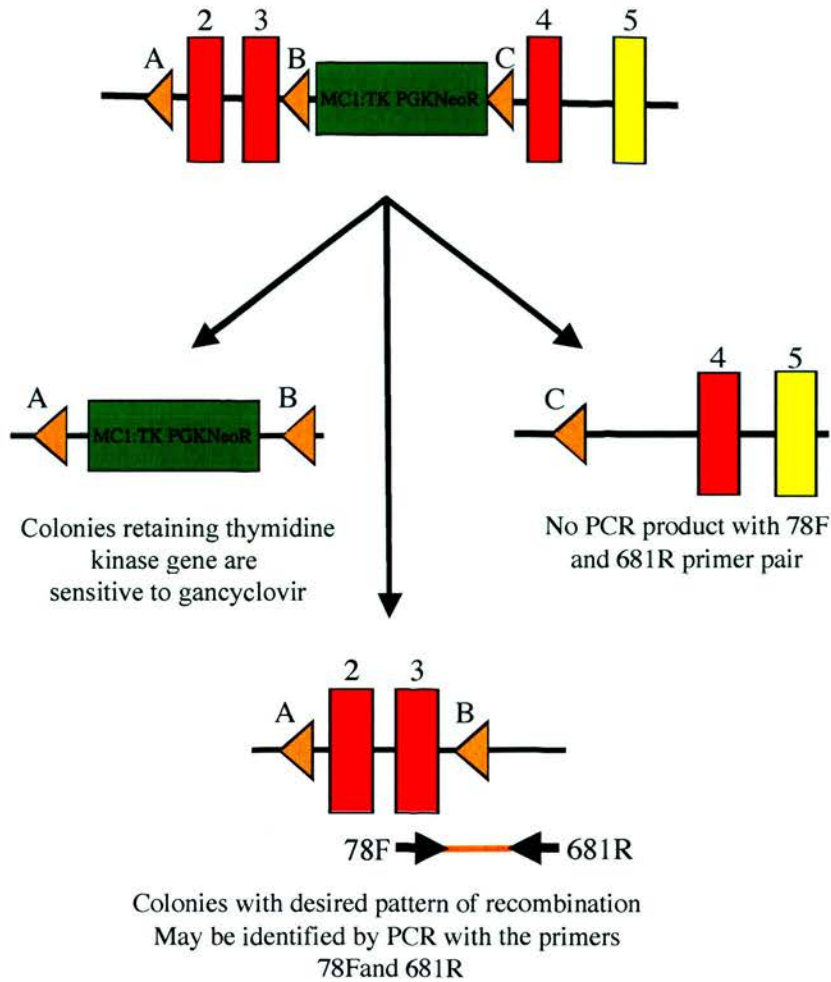 2 3 4 5
A B C
MC1:TK PGKNeoR
A B
MC1:TK PGKNeoR
Colonies retaining thymidine
kinase gene are
sensitive to gancyclovir
4 5
C
No PCR product with 78F
and 681R primer pair
2 3
A B
78F 681R
Colonies with desired pattern of recombination
May be identified by PCR with the primers
78Fand 681R